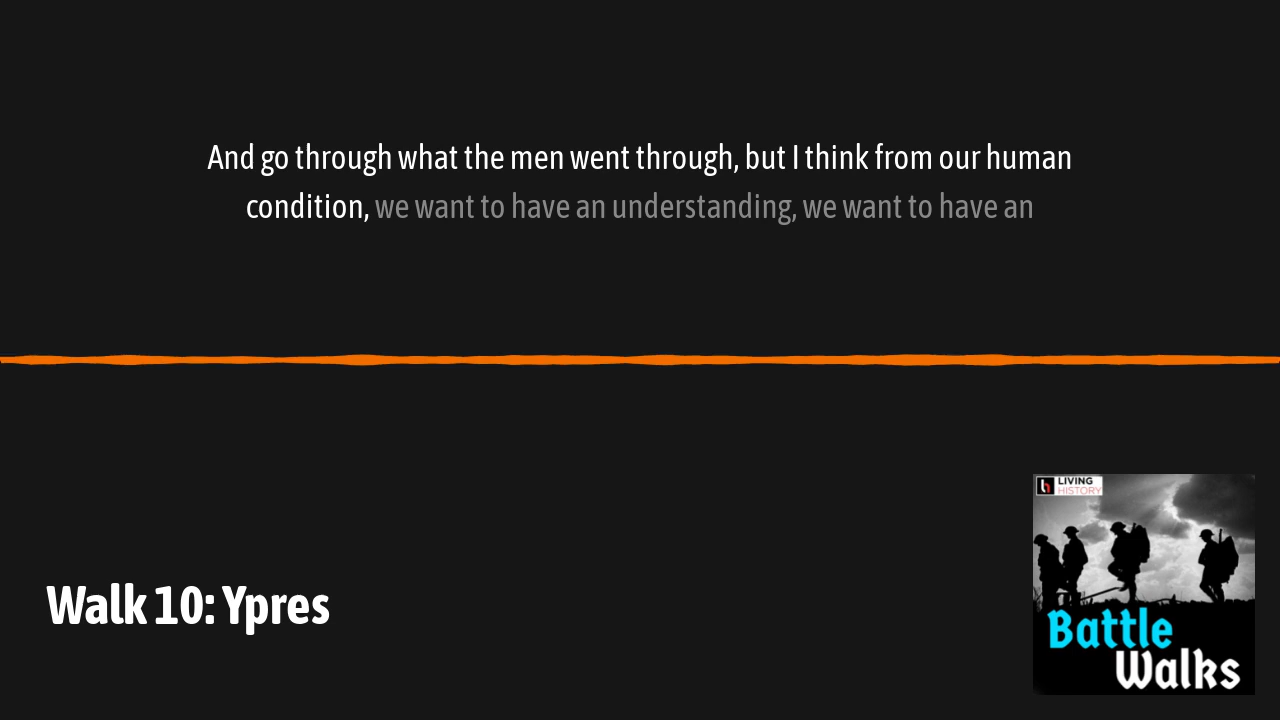 And go through what the men went through, but I think from our human
condition, we want to have an understanding, we want to have an
Walk 10: Ypres
LIVING
HISTORY
Battle
Walks